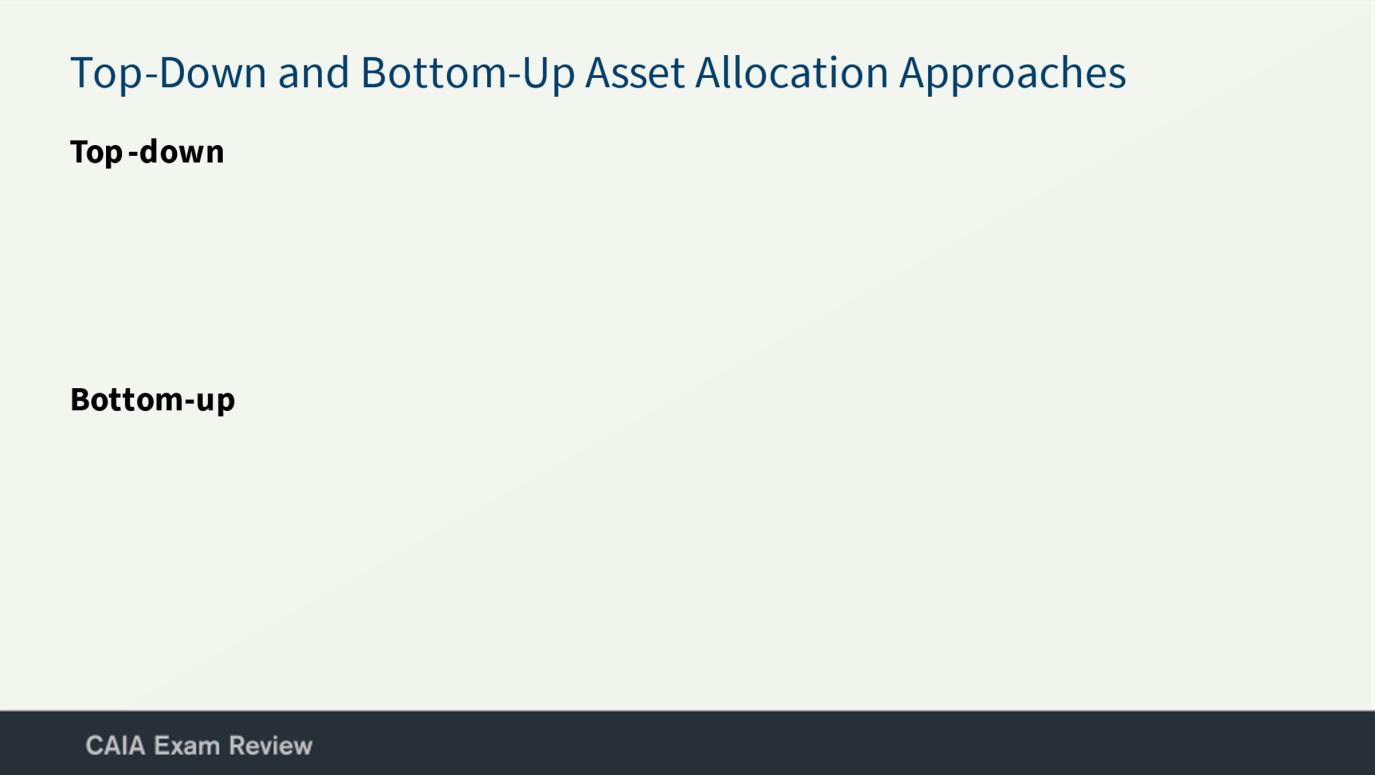 Top-Down and Bottom-Up Asset Allocation Approaches
Top-down
Bottom-up
CAIA Exam Review